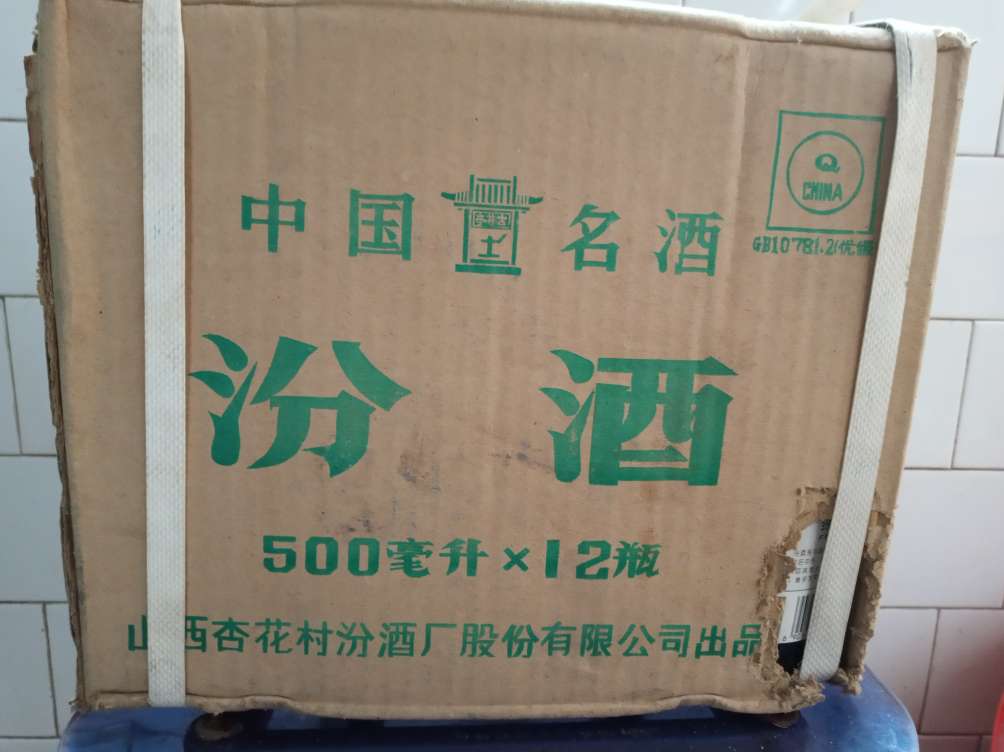 中国名酒
Q
CHINA
GB10781.2(优级
汾酒
500毫升×12瓶
山西杏花村汾酒厂股份有限公司出品